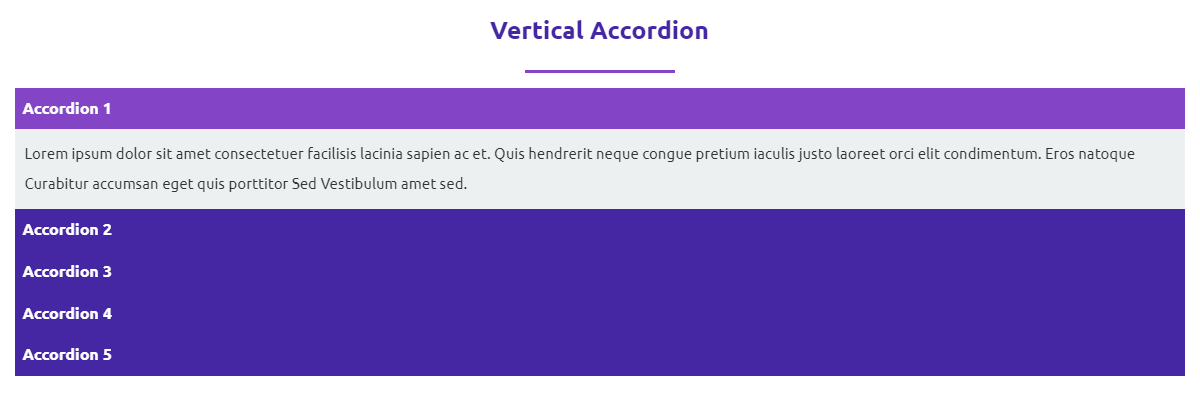 Vertical Accordion
Accordion 1
Lorem ipsum dolor sit amet consectetuer facilisis lacinia sapien ac et. Quis hendrerit neque congue pretium iaculis justo laoreet orci elit condimentum. Eros natoque
Curabitur accumsan eget quis porttitor Sed Vestibulum amet sed.
Accordion 2
Accordion 3
Accordion 4
Accordion 5